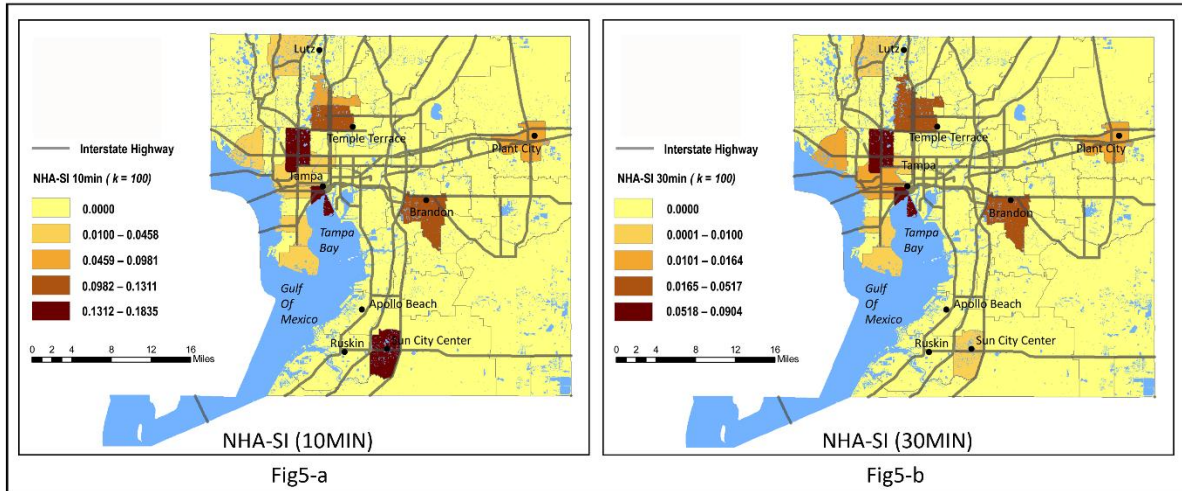 Lutz
Temple Terrace
Plant City
Interstate Highway
NHA-SI 10min ( k = 100)
Tampa
0.0000
0.0100 – 0.0458
0.0459 – 0.0981
0.0982 – 0.1311
0.1312 – 0.1835
Brandon
Tampa
Bay
Gulf
Of
Mexico
Apollo Beach
Ruskin
Sun City Center
0 2 4 8 12 16
Miles
NHA-SI (10MIN)
Fig5-a
Lutz
Temple Terrace
Plant City
Interstate Highway
Tampa
NHA-SI 30min ( k = 100)
0.0000
0.0001 – 0.0100
0.0101 – 0.0164
0.0165 – 0.0517
0.0518 – 0.0904
Brandon
Tampa
Bay
Gulf
Of
Mexico
Apollo Beach
Ruskin
Sun City Center
0 2 4 8 12 16
Miles
NHA-SI (30MIN)
Fig5-b